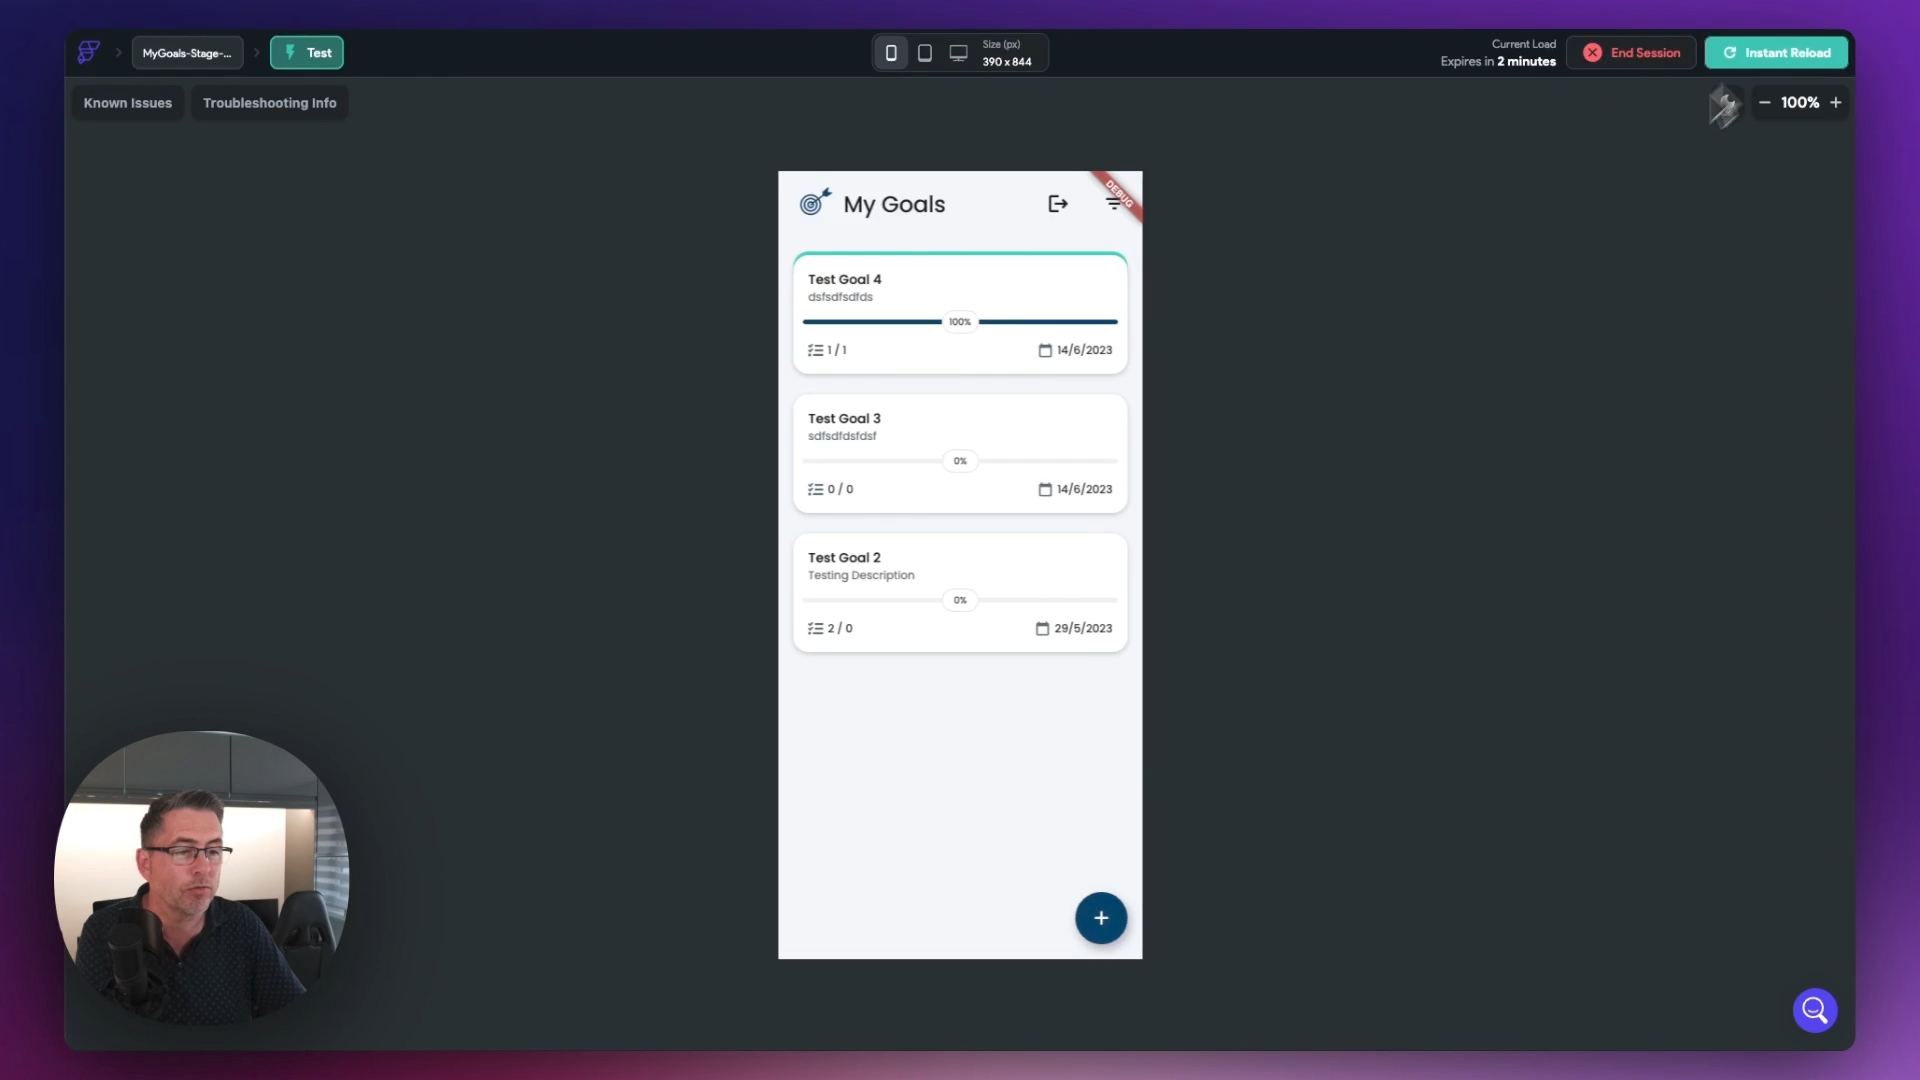 MyGoals-Stage-...
Test
Size (px)
390 x 844
Current Load
Expires in 2 minutes
End Session
Instant Reload
Known Issues
Troubleshooting Info
100%
My Goals
DEBUG
Test Goal 4
dsfsdfsdfds
100%
1 / 1
14/6/2023
Test Goal 3
sdfsdfdsfdsf
0%
0 / 0
14/6/2023
Test Goal 2
Testing Description
0%
2 / 0
29/5/2023